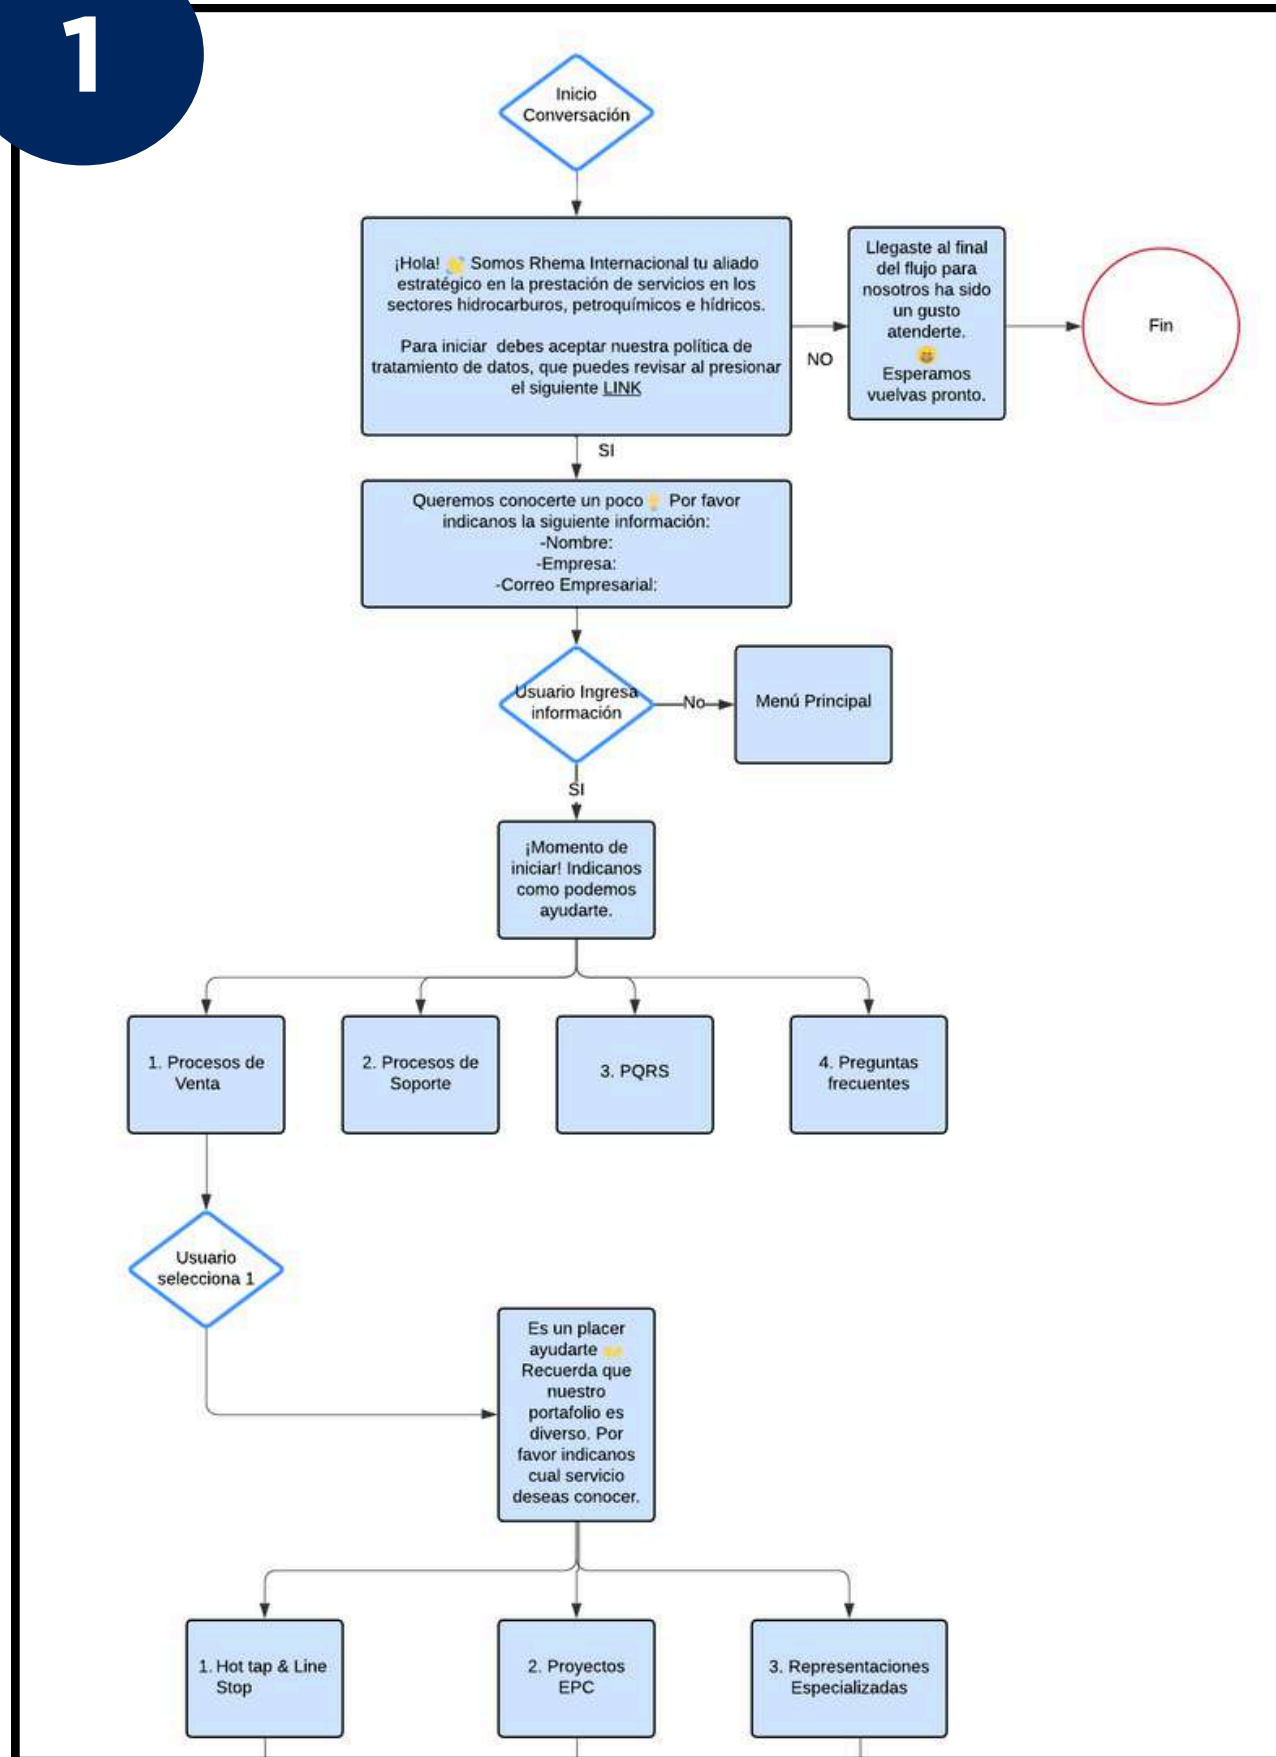 1
Inicio
Conversación
¡Hola! 👋 Somos Rhema Internacional tu aliado
estratégico en la prestación de servicios en los
sectores hidrocarburos, petroquímicos e hídricos.
Para iniciar debes aceptar nuestra política de
tratamiento de datos, que puedes revisar al presionar
el siguiente LINK
NO
Llegaste al final
del flujo para
nosotros ha sido
un gusto
atenderte.
😄
Esperamos
vuelvas pronto.
Fin
SI
Queremos conocerte un poco Por favor
indicanos la siguiente información:
-Nombre:
-Empresa:
-Correo Empresarial:
Usuario Ingresa
información
No
Menú Principal
SI
¡Momento de
iniciar! Indicanos
como podemos
ayudarte.
1. Procesos de
Venta
2. Procesos de
Soporte
3. PQRS
4. Preguntas
frecuentes
Usuario
selecciona 1
Es un placer
ayudarte
Recuerda que
nuestro
portafolio es
diverso. Por
favor indicanos
cual servicio
deseas conocer.
1. Hot tap & Line
Stop
2. Proyectos
EPC
3. Representaciones
Especializadas